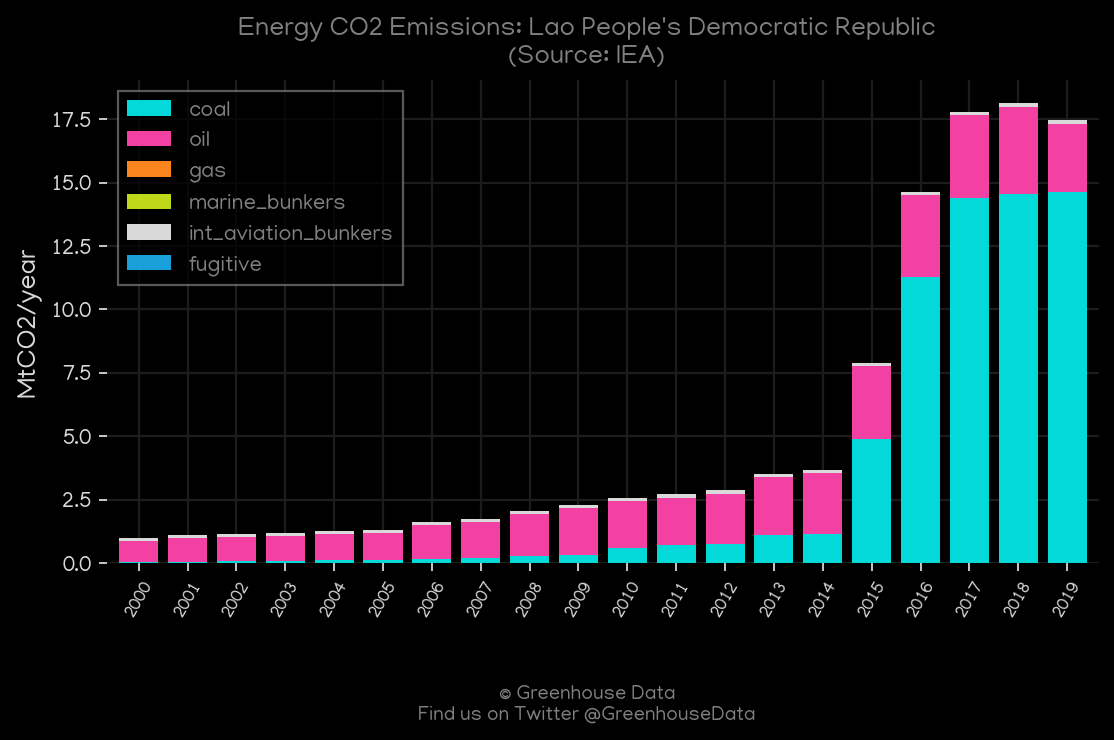 Energy CO2 Emissions: Lao People's Democratic Republic
(Source: IEA)
coal
oil
gas
marine_bunkers
int_aviation_bunkers
fugitive
MtCO2/year
17.5
15.0
12.5
10.0
7.5
5.0
2.5
0.0
2000
2001
2002
2003
2004
2005
2006
2007
2008
2009
2010
2011
2012
2013
2014
2015
2016
2017
2018
2019
© Greenhouse Data
Find us on Twitter @GreenhouseData